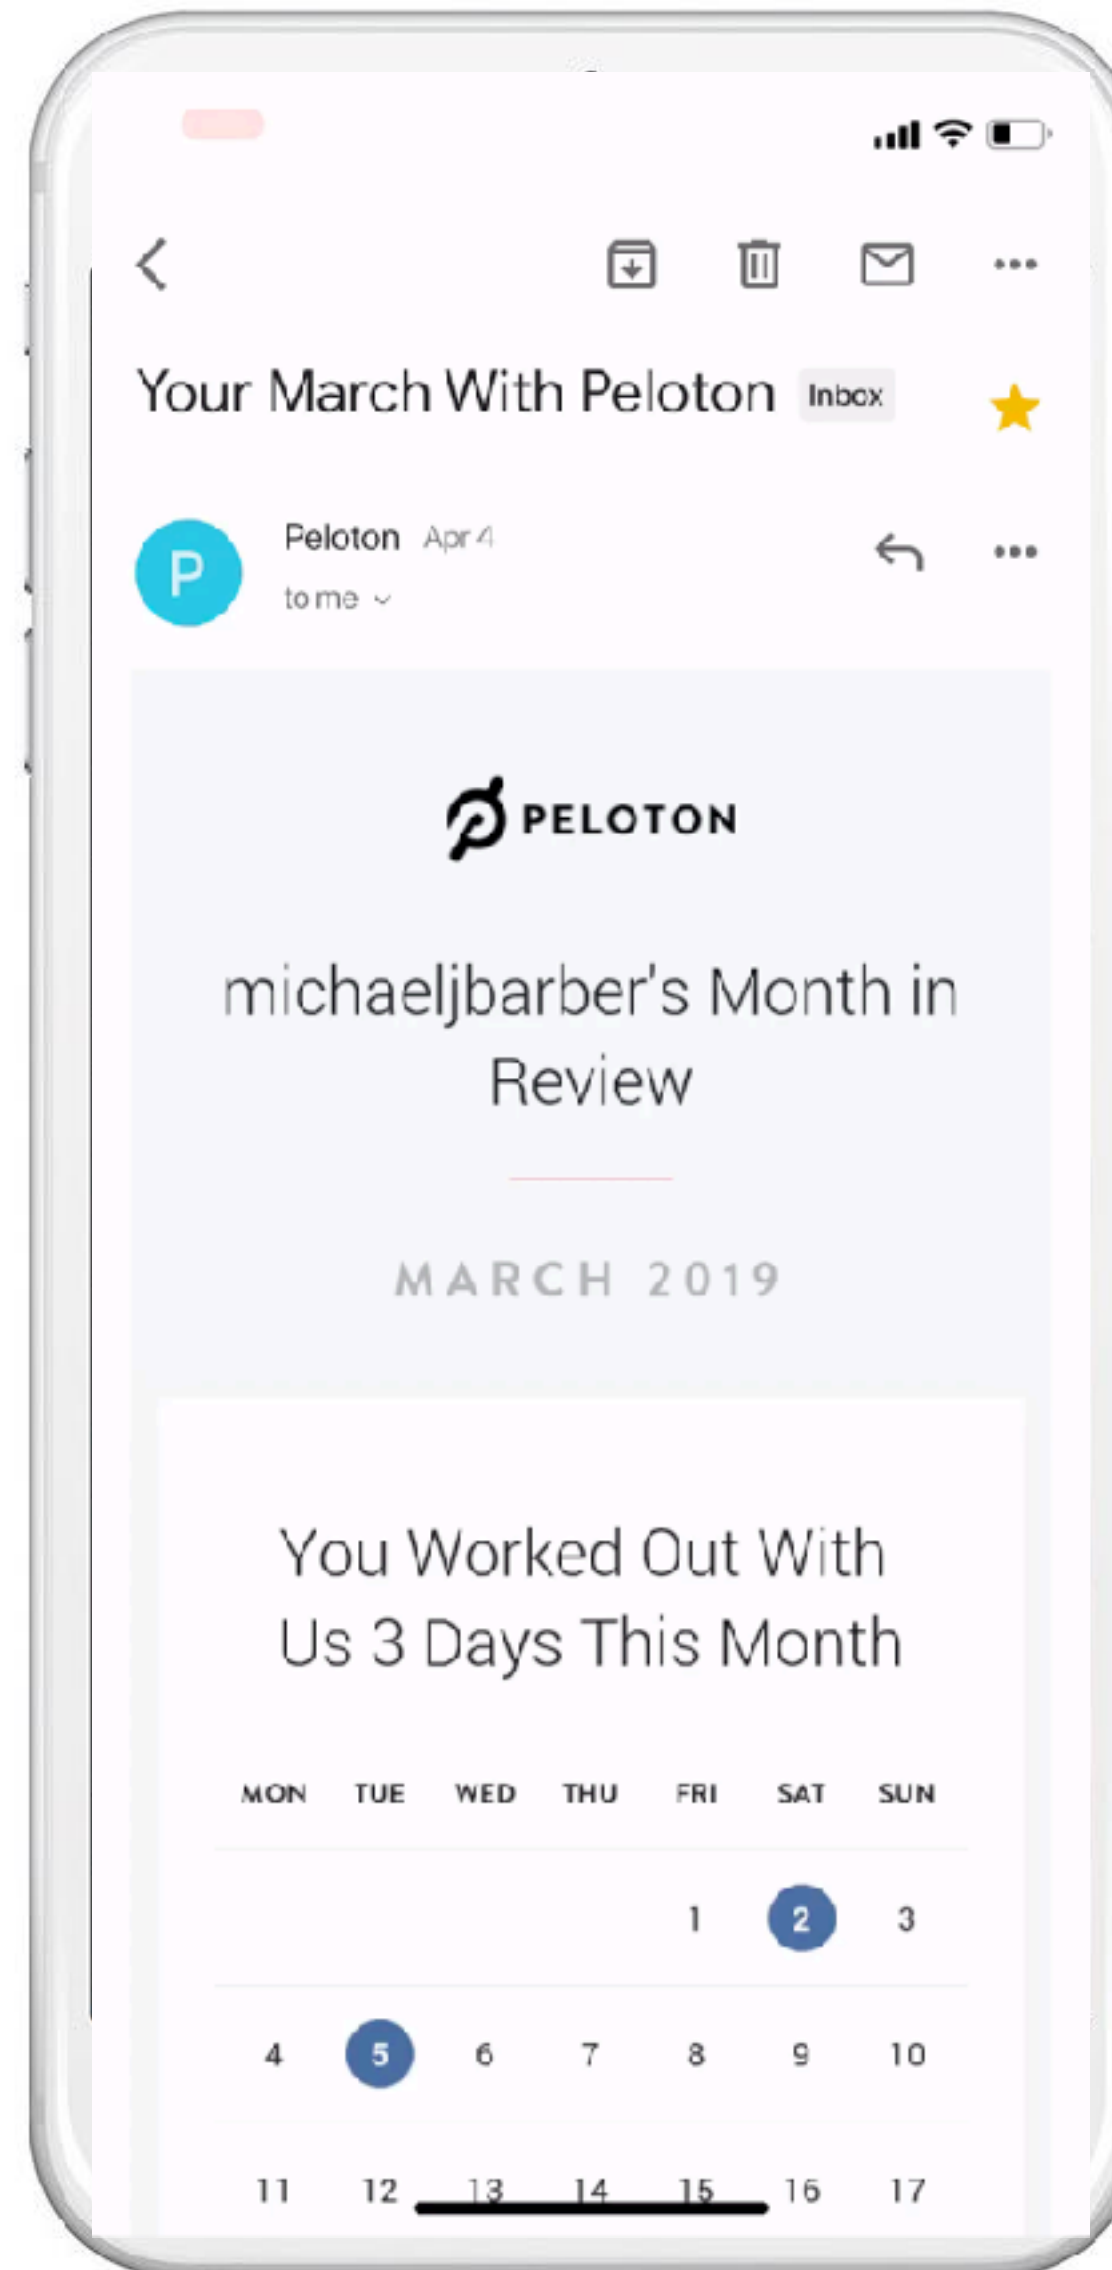 Your March With Peloton Inbox
P
Peloton Apr 4
to me
PELOTON
michaeljbarber's Month in
Review
MARCH 2019
You Worked Out With
Us 3 Days This Month
MON TUE WED THU FRI SAT SUN
1 2 3
4 5 6 7 8 9 10
11 12 13 14 15 16 17